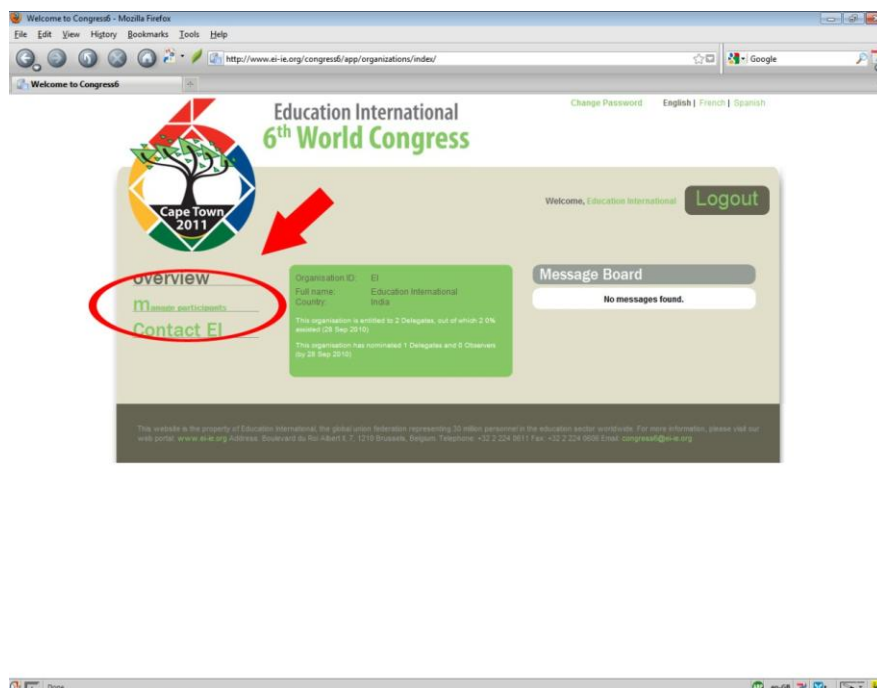 Welcome to Congress6 - Mozilla Firefox
File Edit View History Bookmarks Tools Help
http://www.ei-ie.org/congress6/app/organizations/index/
Google
Welcome to Congress6
Education International
6th World Congress
Change Password English | French | Spanish
Cape Town
2011
Welcome, Education International
Logout
overview
Manage participants
Contact EI
Organisation ID: EI
Full name: Education International
Country: India
This organisation is entitled to 2 Delegates, out of which 2 0%
assisted (28 Sep 2010)
This organisation has nominated 1 Delegates and 0 Observers
(by 28 Sep 2010)
Message Board
No messages found.
This website is the property of Education International, the global union federation representing 30 million personnel in the education sector worldwide. For more information, please visit our
web portal: www.ei-ie.org Address: Boulevard du Roi Albert II, 7, 1210 Brussels, Belgium. Telephone: +32 2 224 0611 Fax: +32 2 224 0606 Email: congress6@ei-ie.org
Done
en-GB